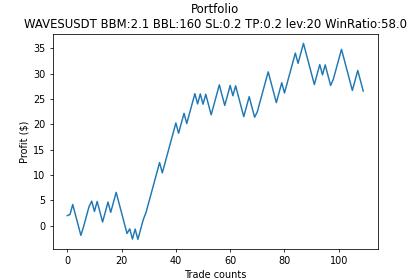 Portfolio
WAVESUSDT BBM:2.1 BBL:160 SL:0.2 TP:0.2 lev:20 WinRatio:58.0
35
30
25
20
15
10
5
0
Profit ($)
0 20 40 60 80 100
Trade counts